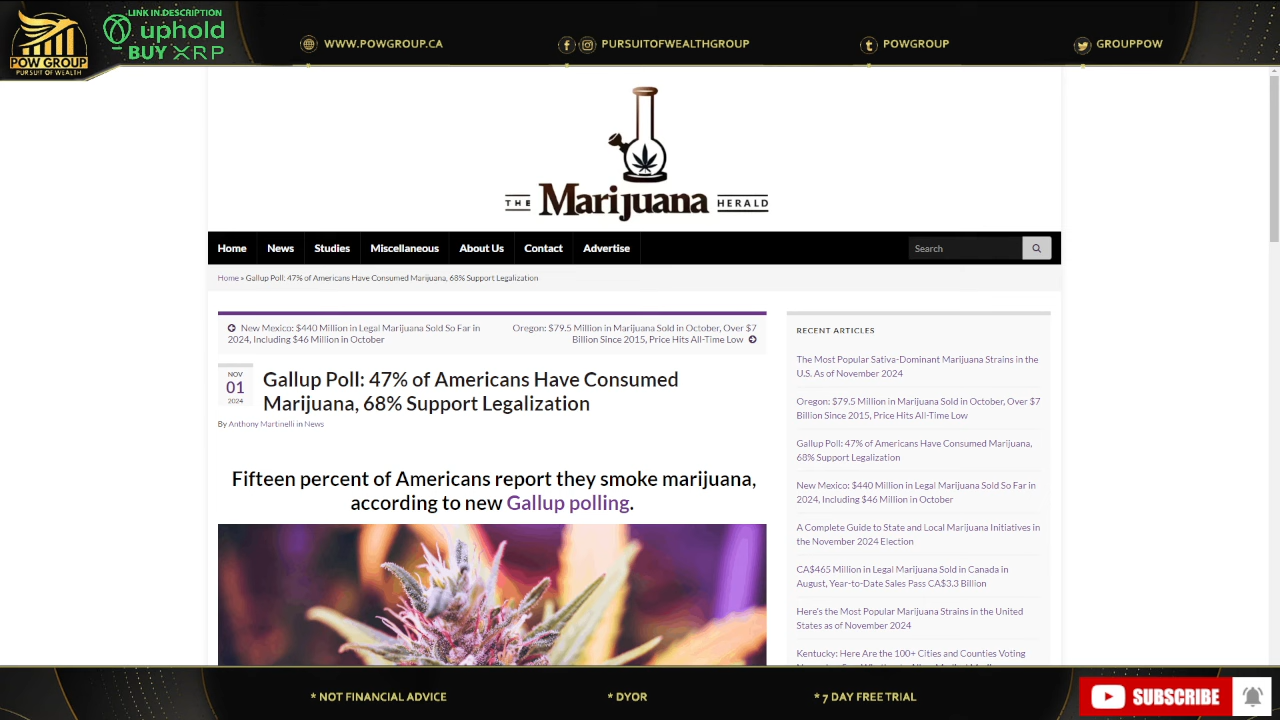 LINK IN DESCRIPTION
uphold
BUY XRP
POW GROUP
PURSUIT OF WEALTH
WWW.POWGROUP.CA
PURSUITOFWEALTHGROUP
POWGROUP
GROUPPOW
THE Marijuana HERALD
Home News Studies Miscellaneous About Us Contact Advertise
Search
Home » Gallup Poll: 47% of Americans Have Consumed Marijuana, 68% Support Legalization
New Mexico: $440 Million in Legal Marijuana Sold So Far in
2024, Including $46 Million in October
Oregon: $79.5 Million in Marijuana Sold in October, Over $7
Billion Since 2015, Price Hits All-Time Low
NOV
01
2024
Gallup Poll: 47% of Americans Have Consumed
Marijuana, 68% Support Legalization
By Anthony Martinelli in News
Fifteen percent of Americans report they smoke marijuana,
according to new Gallup polling.
RECENT ARTICLES
The Most Popular Sativa-Dominant Marijuana Strains in the
U.S. As of November 2024
Oregon: $79.5 Million in Marijuana Sold in October, Over $7
Billion Since 2015, Price Hits All-Time Low
Gallup Poll: 47% of Americans Have Consumed Marijuana,
68% Support Legalization
New Mexico: $440 Million in Legal Marijuana Sold So Far in
2024, Including $46 Million in October
A Complete Guide to State and Local Marijuana Initiatives in
the November 2024 Election
CA$465 Million in Legal Marijuana Sold in Canada in
August, Year-to-Date Sales Pass CA$3.3 Billion
Here's the Most Popular Marijuana Strains in the United
States as of November 2024
Kentucky: Here Are the 100+ Cities and Counties Voting
* NOT FINANCIAL ADVICE
* DYOR
* 7 DAY FREE TRIAL
SUBSCRIBE